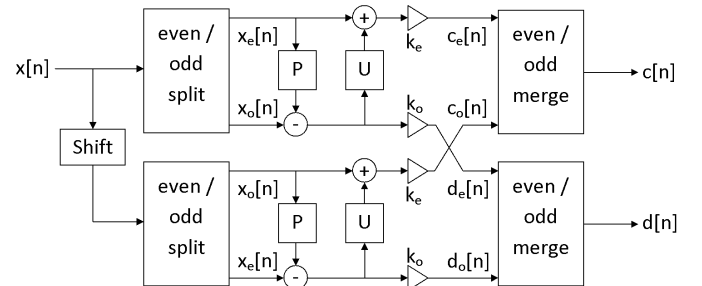 x[n]
Shift
even /
odd
split
xₑ[n]
xₒ[n]
P
-
U
+
kₑ
kₒ
cₑ[n]
cₒ[n]
even /
odd
merge
c[n]
even /
odd
split
xₒ[n]
xₑ[n]
P
-
U
+
kₑ
kₒ
dₑ[n]
dₒ[n]
even /
odd
merge
d[n]